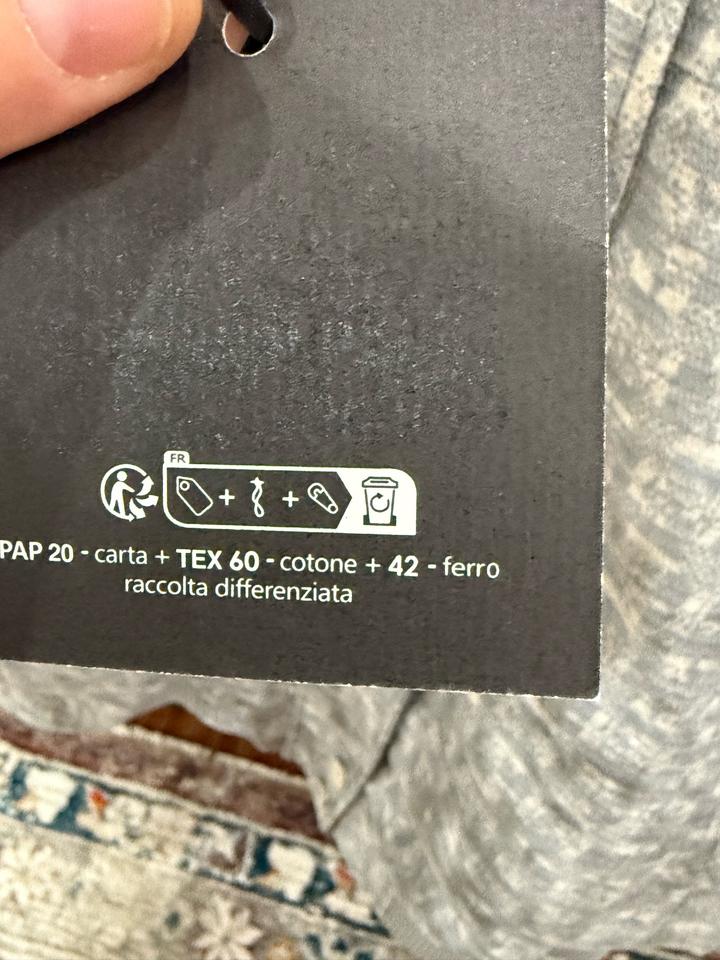 FR
PAP 20 - carta + TEX 60 - cotone + 42 - ferro
raccolta differenziata